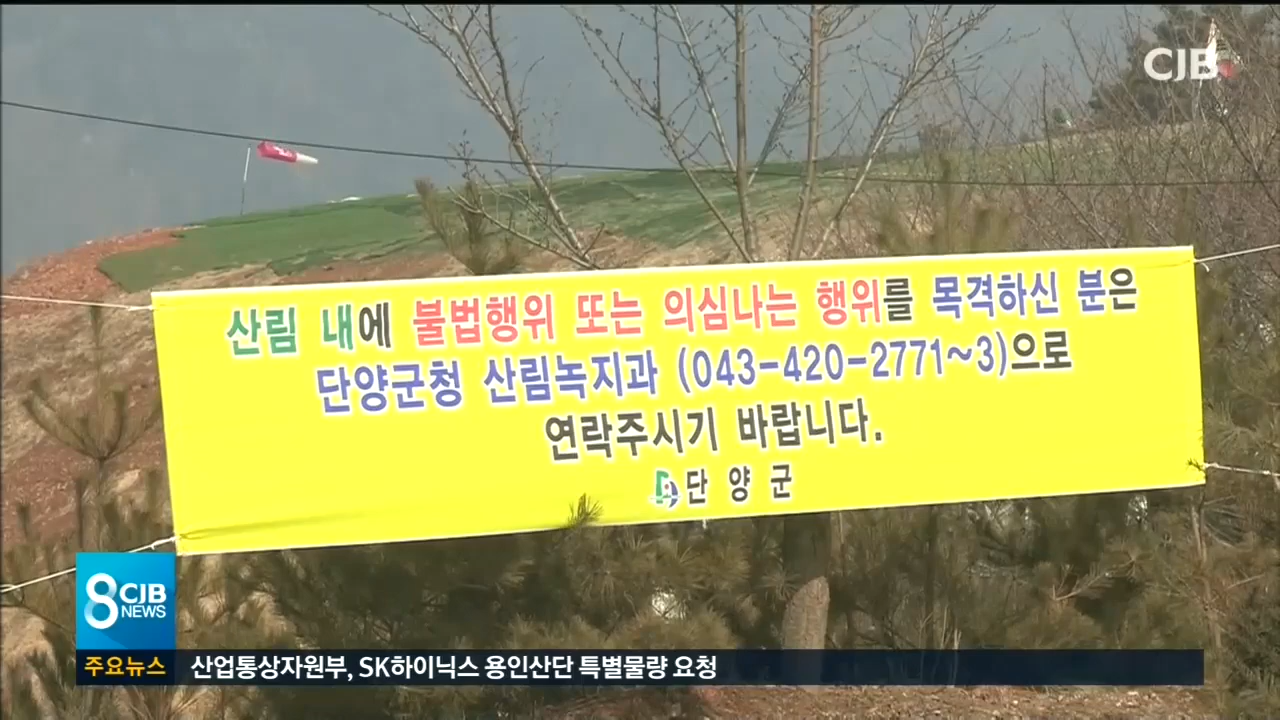 CJB
산림 내에 불법행위 또는 의심나는 행위를 목격하신 분은
단양군청 산림녹지과 (043-420-2771~3)으로
연락주시기 바랍니다.
단양군
8 CJB NEWS
주요뉴스 산업통상자원부, SK하이닉스 용인산단 특별물량 요청